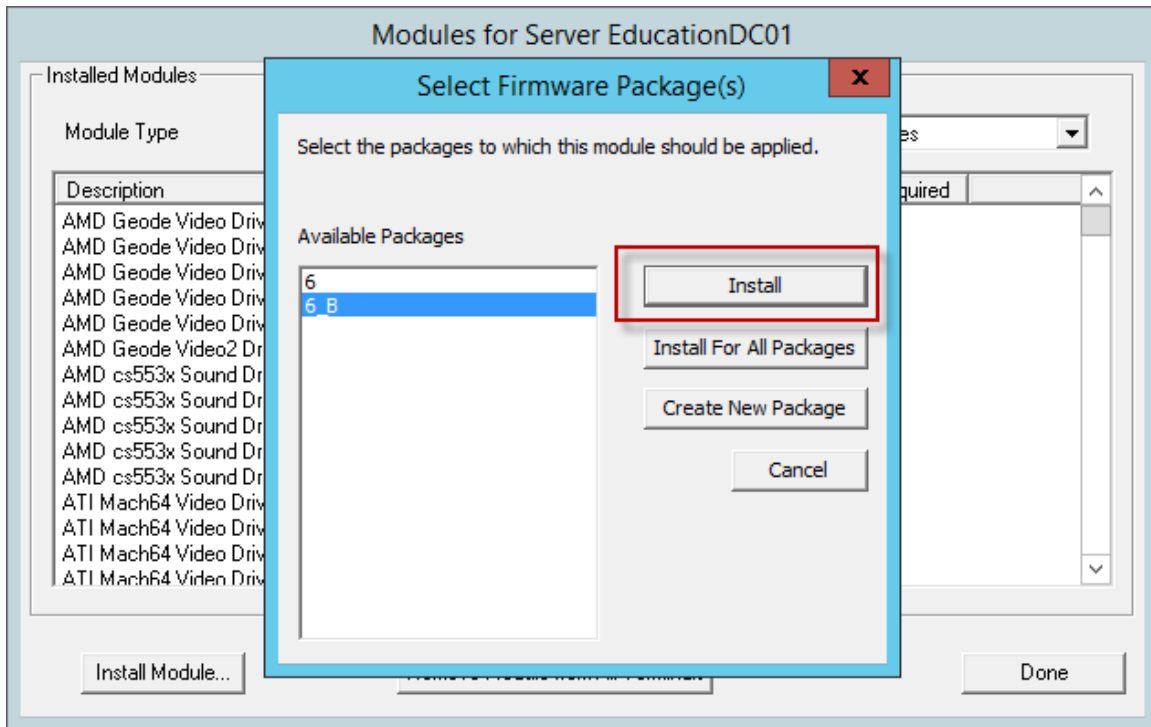 Modules for Server EducationDC01
Installed Modules
Select Firmware Package(s)
x
Module Type
Select the packages to which this module should be applied.
Description
AMD Geode Video Driv
AMD Geode Video Driv
AMD Geode Video Driv
AMD Geode Video Driv
AMD Geode Video Driv
AMD Geode Video2 Dr
AMD cs553x Sound Dr
AMD cs553x Sound Dr
AMD cs553x Sound Dr
AMD cs553x Sound Dr
AMD cs553x Sound Dr
ATI Mach64 Video Driv
ATI Mach64 Video Driv
ATI Mach64 Video Driv
ATI Mach64 Video Driv
Available Packages
6
6_B
Install
Install For All Packages
Create New Package
Cancel
es
quired
Install Module...
Done